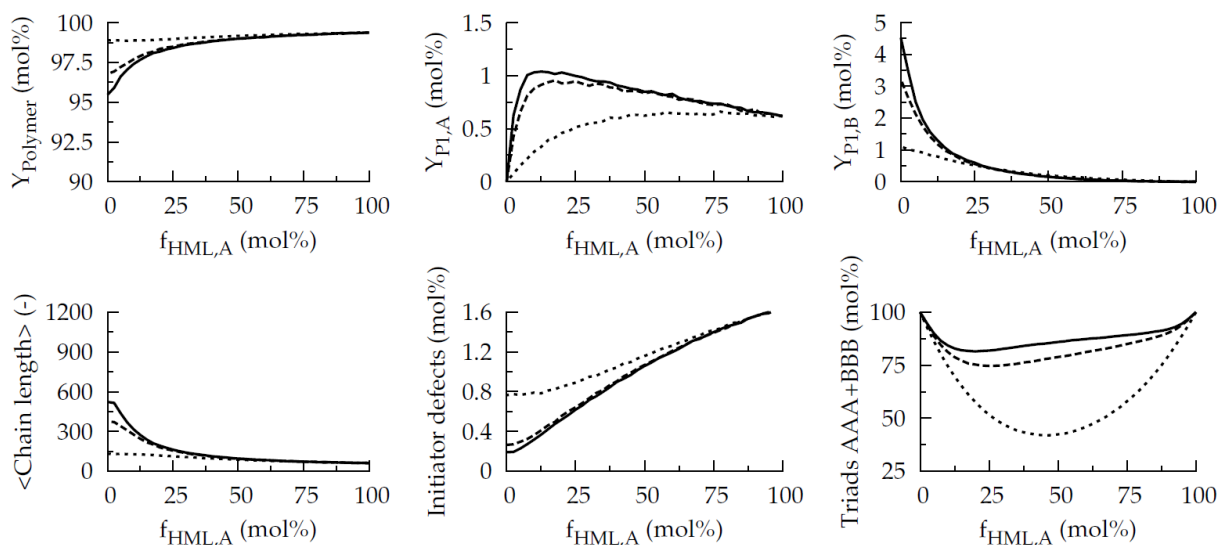 Y_Polymer (mol%)
100
97.5
95
92.5
90
0 25 50 75 100
f_HML,A (mol%)
Y_P1,A (mol%)
1.5
1
0.5
0
0 25 50 75 100
f_HML,A (mol%)
Y_P1,B (mol%)
5
4
3
2
1
0
0 25 50 75 100
f_HML,A (mol%)
<Chain length> (-)
1200
900
600
300
0
0 25 50 75 100
f_HML,A (mol%)
Initiator defects (mol%)
1.6
1.2
0.8
0.4
0
0 25 50 75 100
f_HML,A (mol%)
Triads AAA+BBB (mol%)
100
75
50
25
0 25 50 75 100
f_HML,A (mol%)